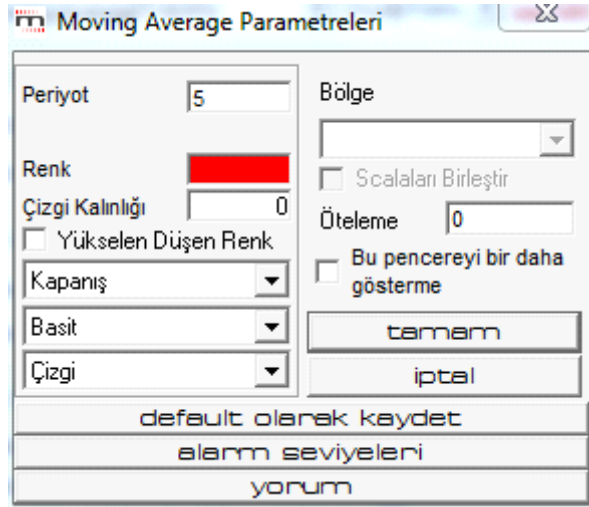 Moving Average Parametreleri
Periyot
5
Renk
Çizgi Kalınlığı
0
Yükselen Düşen Renk
Kapanış
Basit
Çizgi
Bölge
Scalaları Birleştir
Öteleme
0
Bu pencereyi bir daha
gösterme
tamam
iptal
default olarak kaydet
alarm seviyeleri
yorum